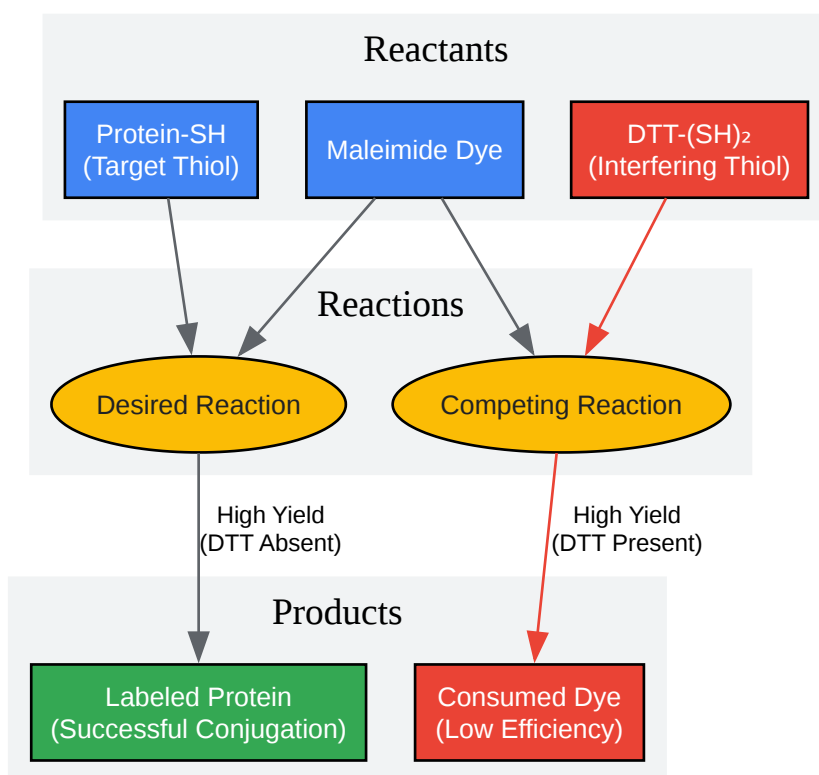 Reactants
Protein-SH
(Target Thiol)
Maleimide Dye
DTT-(SH)₂
(Interfering Thiol)
Reactions
Desired Reaction
Competing Reaction
High Yield
(DTT Absent)
High Yield
(DTT Present)
Products
Labeled Protein
(Successful Conjugation)
Consumed Dye
(Low Efficiency)